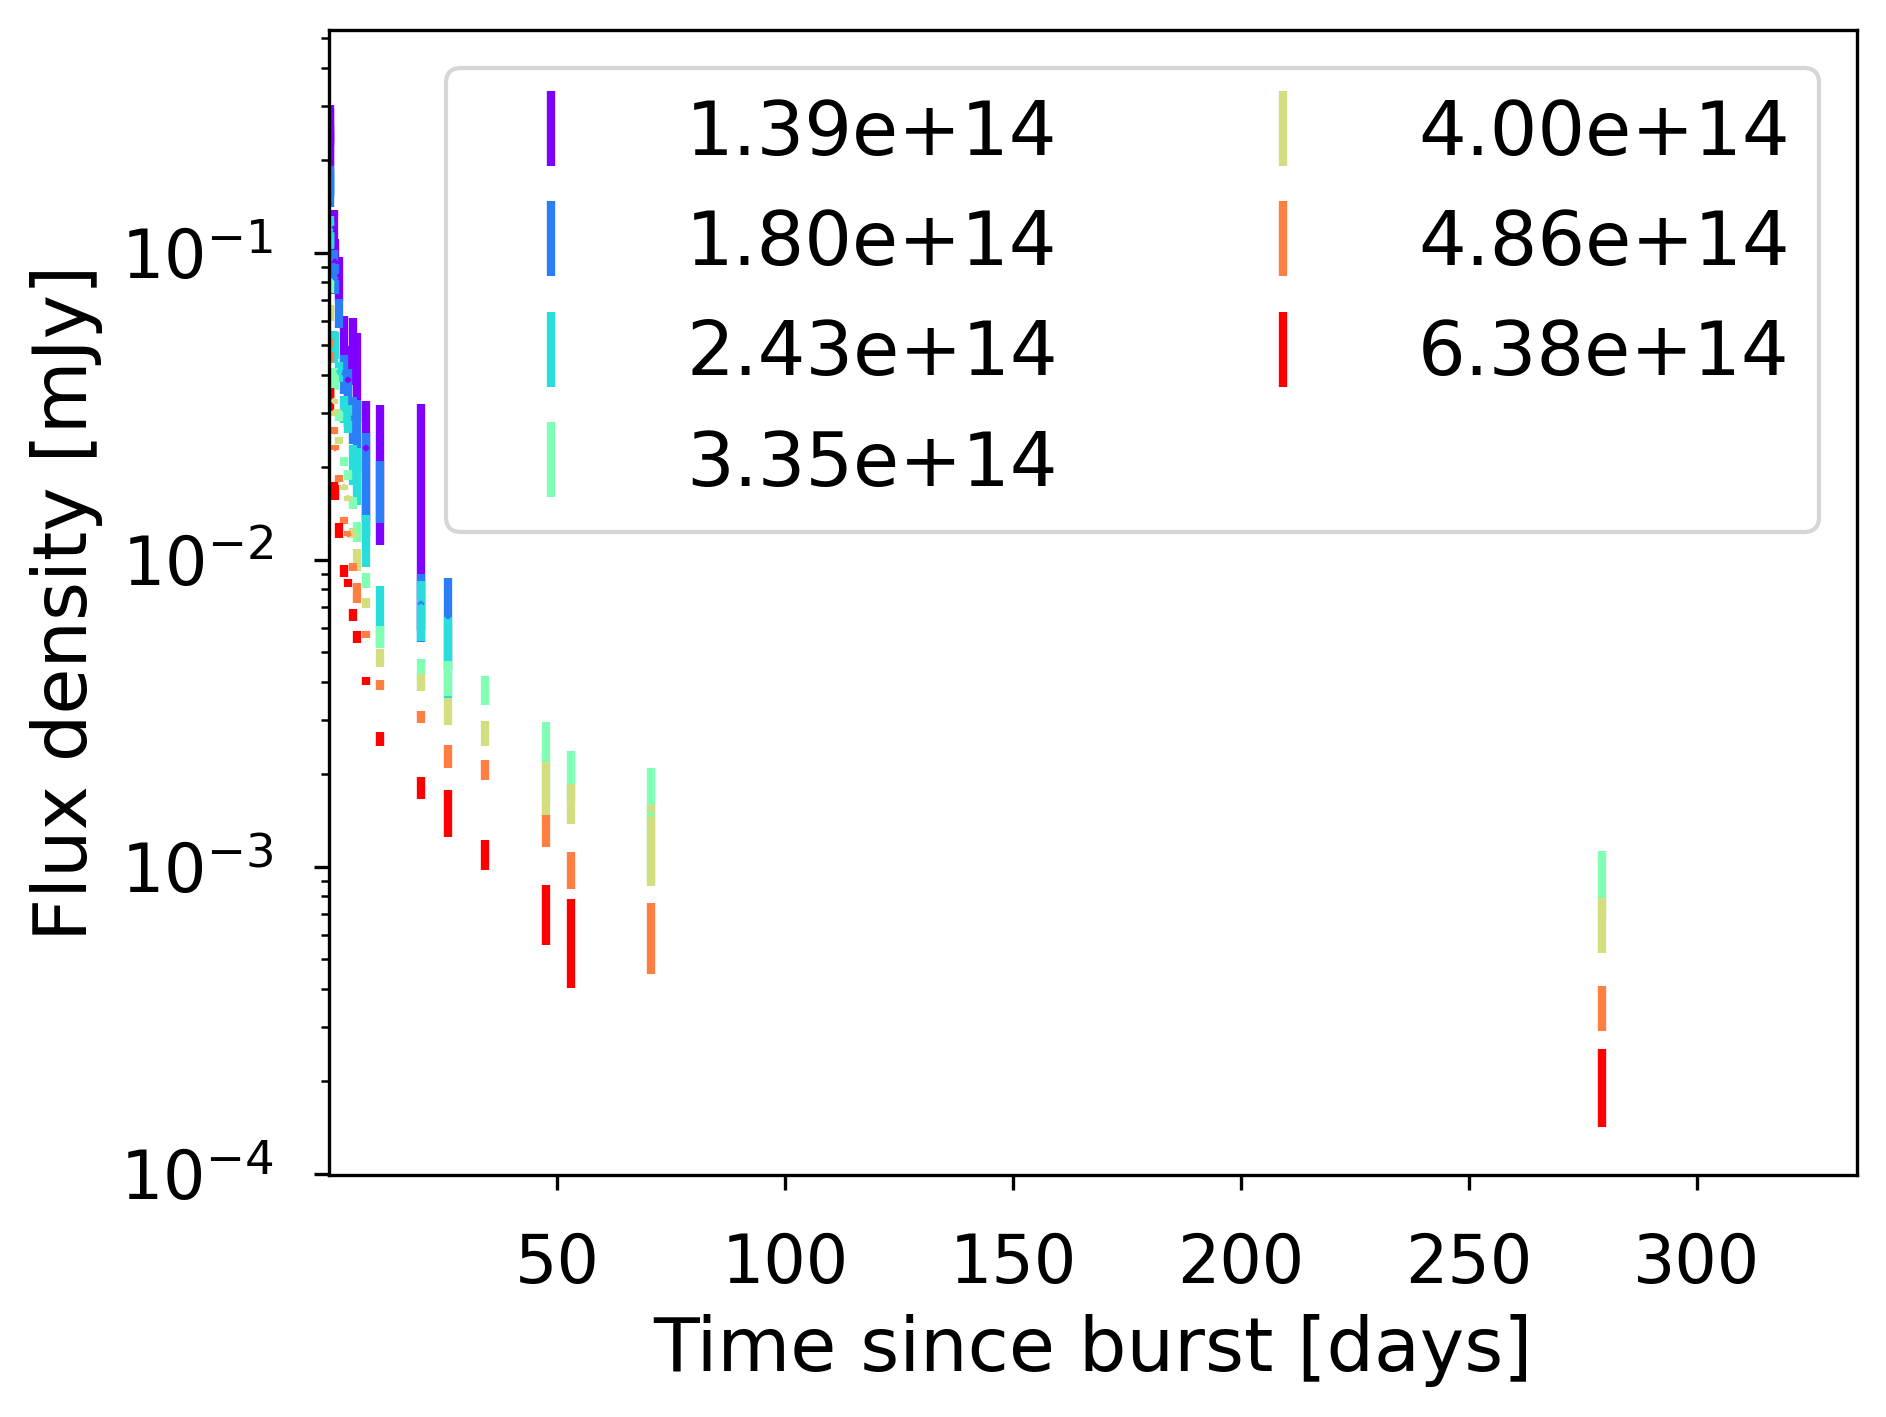 Flux density [mJy]
10⁻¹
10⁻²
10⁻³
10⁻⁴
1.39e+14
1.80e+14
2.43e+14
3.35e+14
4.00e+14
4.86e+14
6.38e+14
50 100 150 200 250 300
Time since burst [days]